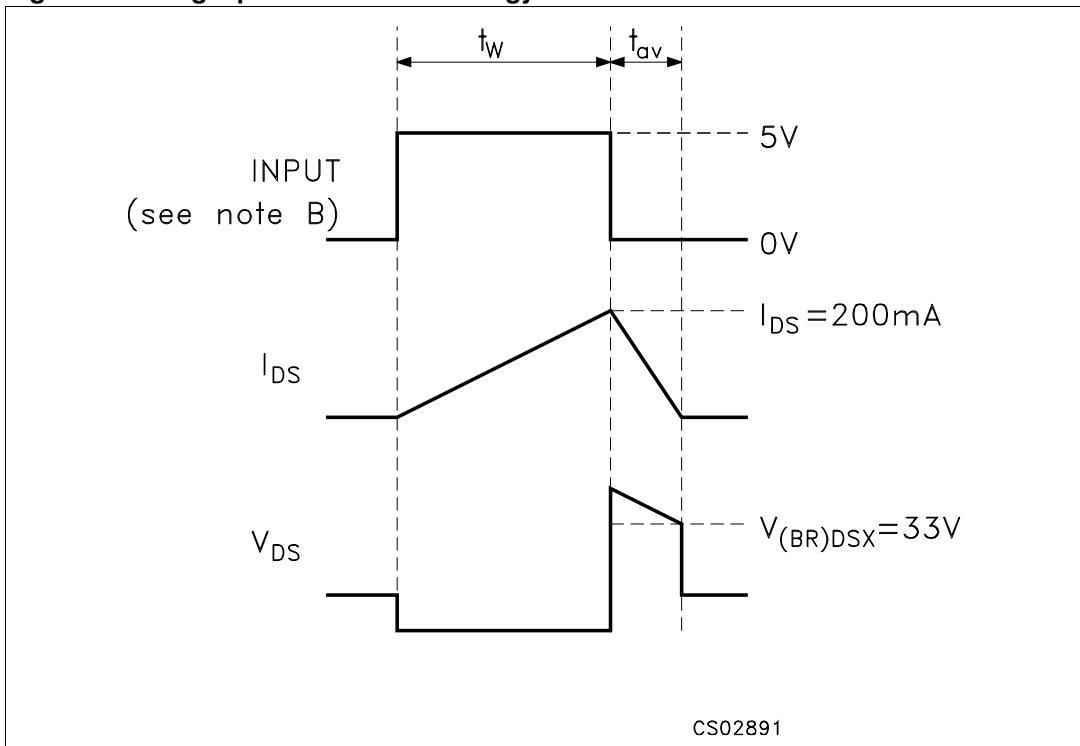 t_W
t_av
5V
INPUT
(see note B)
0V
I_DS=200mA
I_DS
V_DS
V_(BR)DSX=33V
CS02891